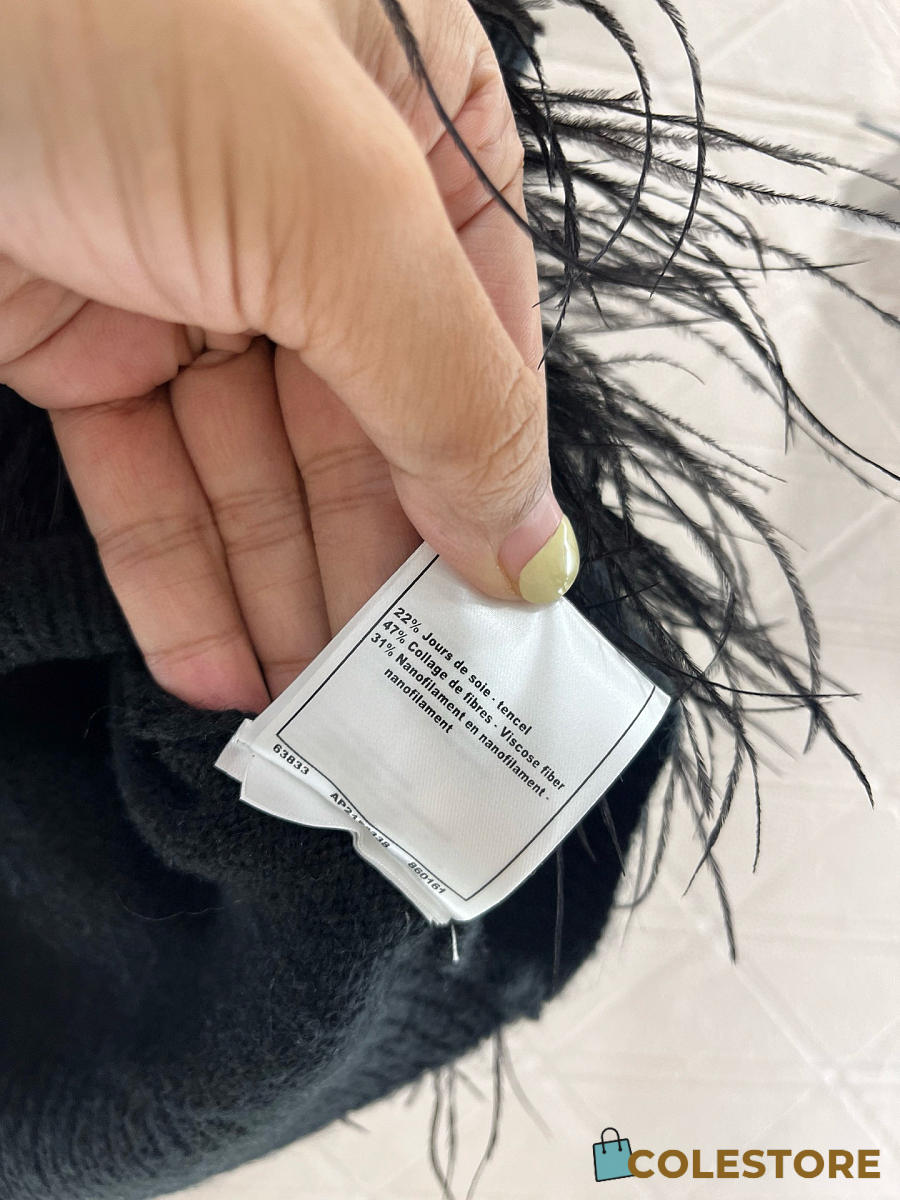 22% Jours de soie - tencel
47% Collage de fibres - Viscose fiber
31% Nanofilament en nanofilament -
nanofilament
63833
860161
COLESTORE